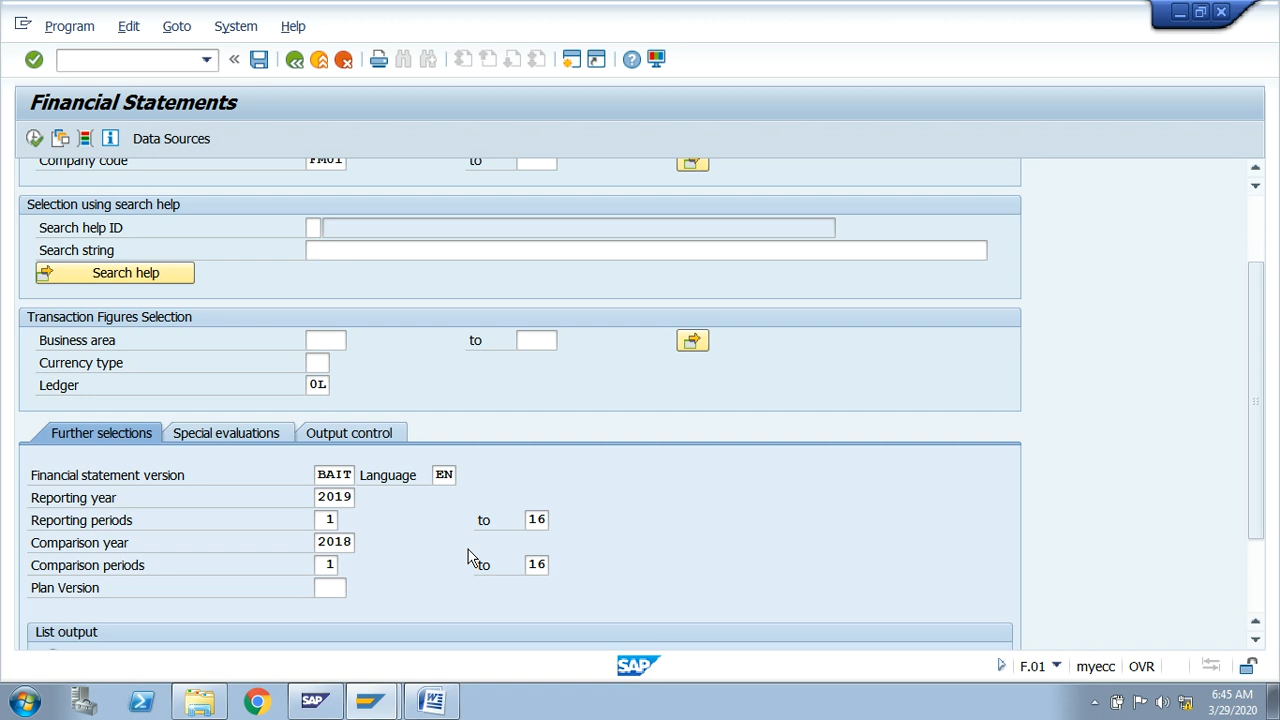 Program Edit Goto System Help
Financial Statements
Data Sources
Company code FM01 to
Selection using search help
Search help ID
Search string
Search help
Transaction Figures Selection
Business area to
Currency type
Ledger 0L
Further selections Special evaluations Output control
Financial statement version BAIT Language EN
Reporting year 2019
Reporting periods 1 to 16
Comparison year 2018
Comparison periods 1 to 16
Plan Version
List output
SAP F.01 myecc OVR
SAP
6:45 AM
3/29/2020